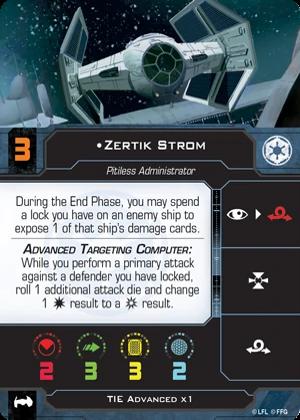 3
•Zertik Strom
Pitiless Administrator
During the End Phase, you may spend
a lock you have on an enemy ship to
expose 1 of that ship's damage cards.
Advanced Targeting Computer:
While you perform a primary attack
against a defender you have locked,
roll 1 additional attack die and change
1 result to a result.
2 3 3 2
TIE Advanced x1
©LFL ©FFG